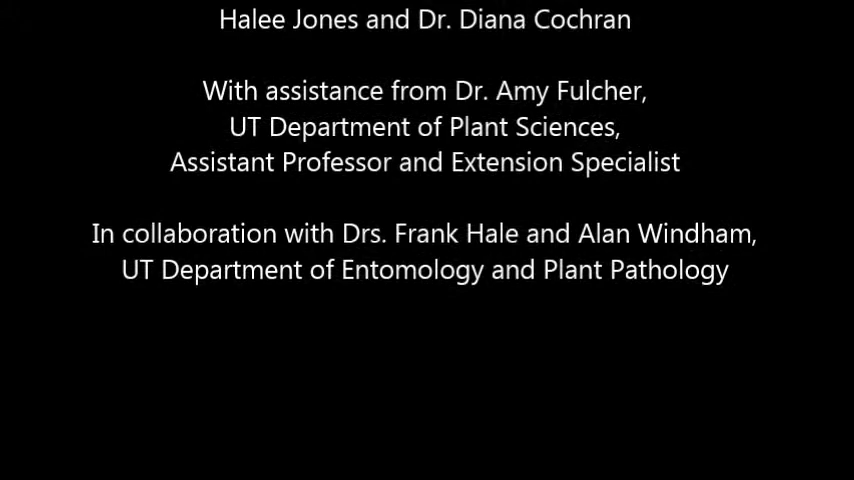 Halee Jones and Dr. Diana Cochran
With assistance from Dr. Amy Fulcher,
UT Department of Plant Sciences,
Assistant Professor and Extension Specialist
In collaboration with Drs. Frank Hale and Alan Windham,
UT Department of Entomology and Plant Pathology